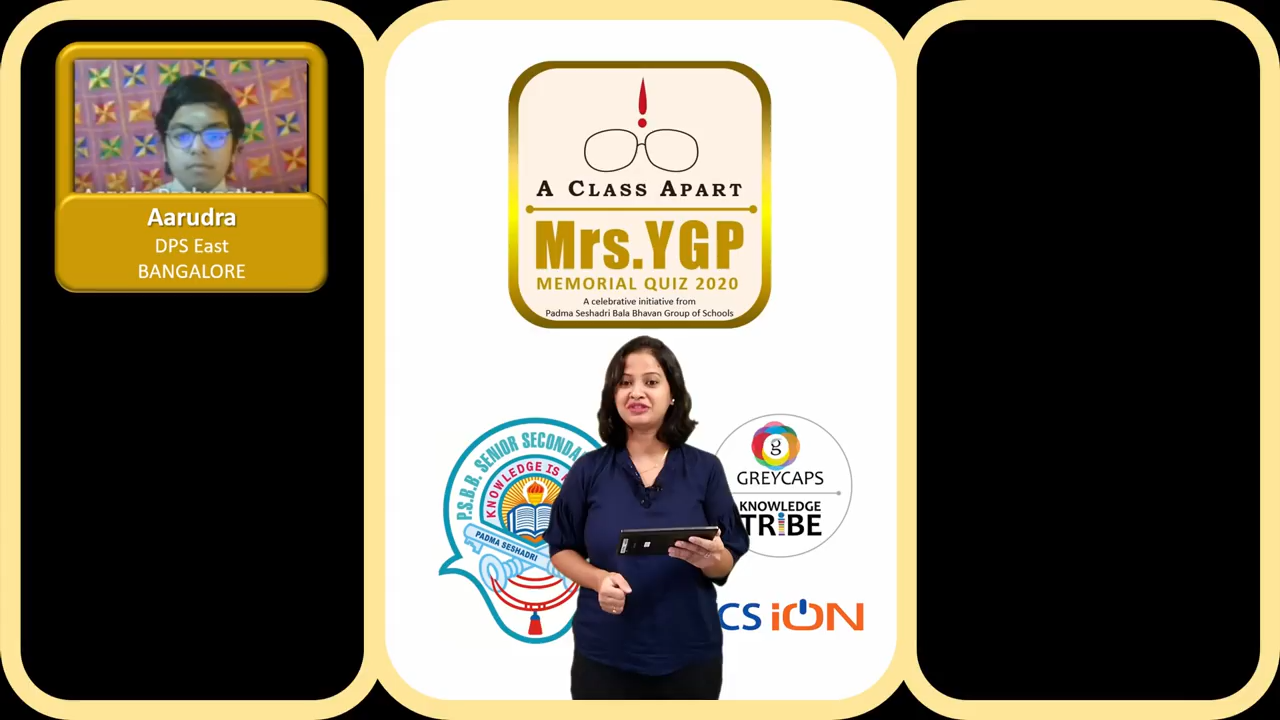 Aarudra
DPS East
BANGALORE
A CLASS APART
Mrs.YGP
MEMORIAL QUIZ 2020
A celebrative initiative from
Padma Seshadri Bala Bhavan Group of Schools
P.S.B.B. SENIOR SECONDA
KNOWLEDGE IS
PADMA SESHADRI
g
GREYCAPS
KNOWLEDGE
TRIBE
CS iON